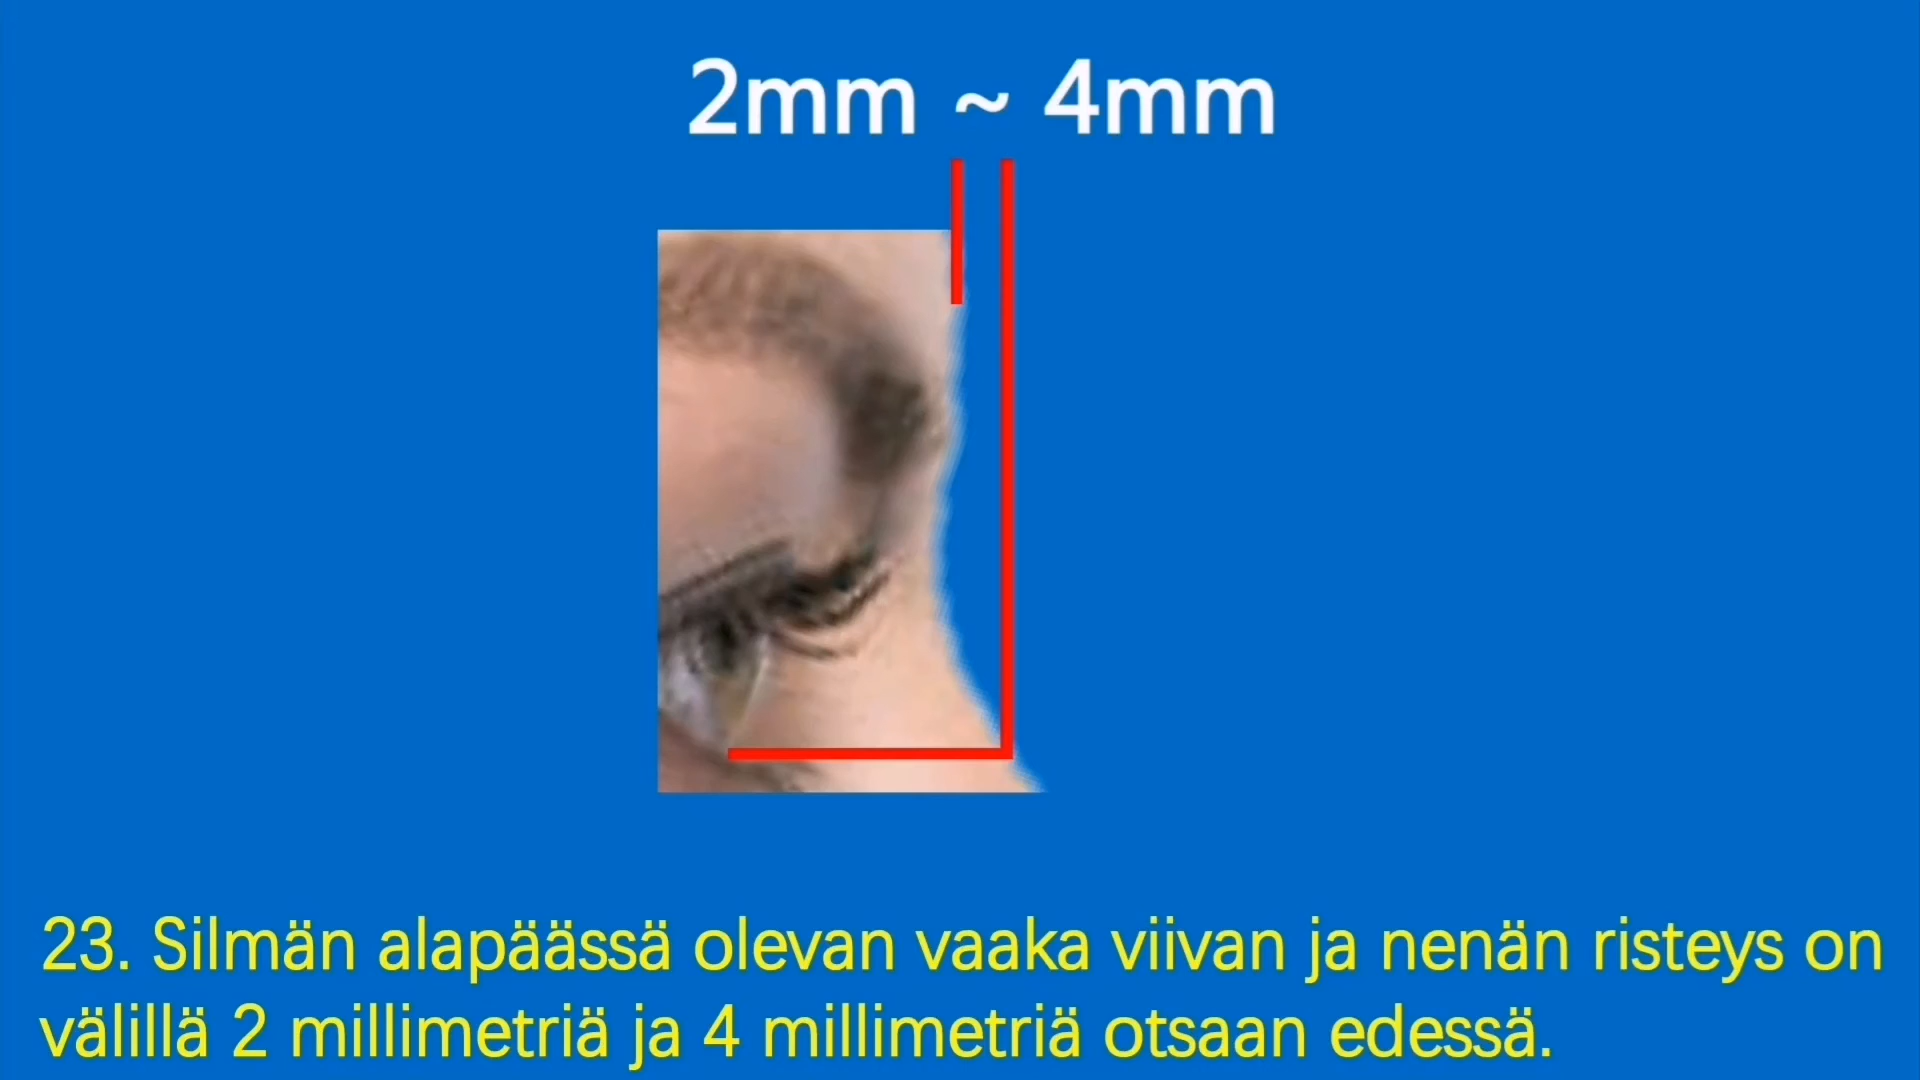 2mm ~ 4mm
23. Silmän alapäässä olevan vaaka viivan ja nenän risteys on
välillä 2 millimetriä ja 4 millimetriä otsaan edessä.